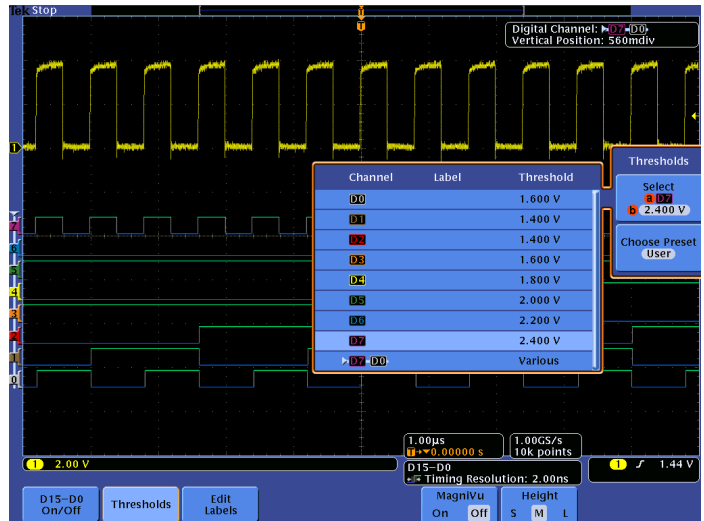 Tek Stop
Digital Channel: D7-D0
Vertical Position: 560mdiv
Thresholds
Channel Label Threshold
D0 1.600 V
D1 1.400 V
D2 1.400 V
D3 1.600 V
D4 1.800 V
D5 2.000 V
D6 2.200 V
D7 2.400 V
D7-D0 Various
Select
a D7
b 2.400 V
Choose Preset
User
1.00µs
T→▼0.00000 s
1.00GS/s
10k points
1 2.00 V
D15-D0
Timing Resolution: 2.00ns
1 1.44 V
D15-D0
On/Off
Thresholds
Edit
Labels
MagniVu
On Off
Height
S M L